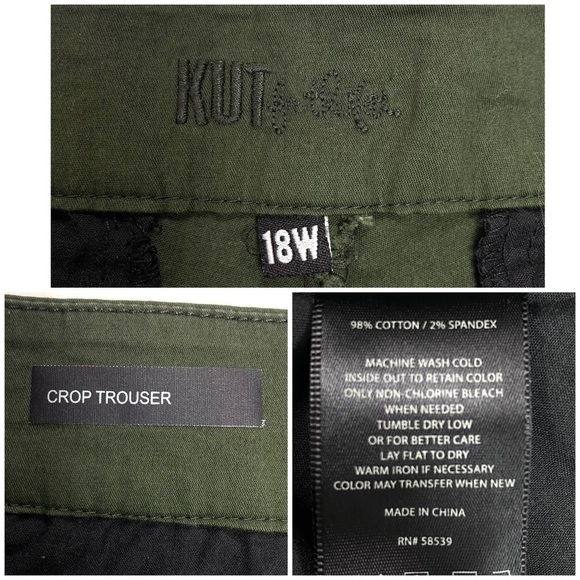 KUT
18W
CROP TROUSER
98% COTTON / 2% SPANDEX
MACHINE WASH COLD
INSIDE OUT TO RETAIN COLOR
ONLY NON-CHLORINE BLEACH
WHEN NEEDED
TUMBLE DRY LOW
OR FOR BETTER CARE
LAY FLAT TO DRY
WARM IRON IF NECESSARY
COLOR MAY TRANSFER WHEN NEW
MADE IN CHINA
RN# 58539